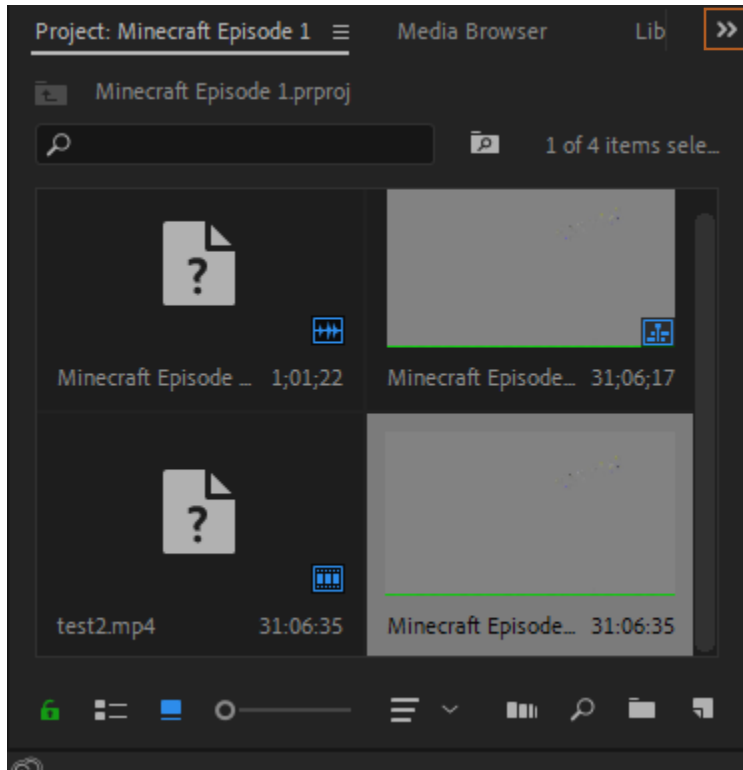 Project: Minecraft Episode 1 Media Browser Lib
Minecraft Episode 1.prproj
1 of 4 items sele...
Minecraft Episode ... 1;01;22 Minecraft Episode... 31;06;17
test2.mp4 31:06:35 Minecraft Episode... 31:06:35